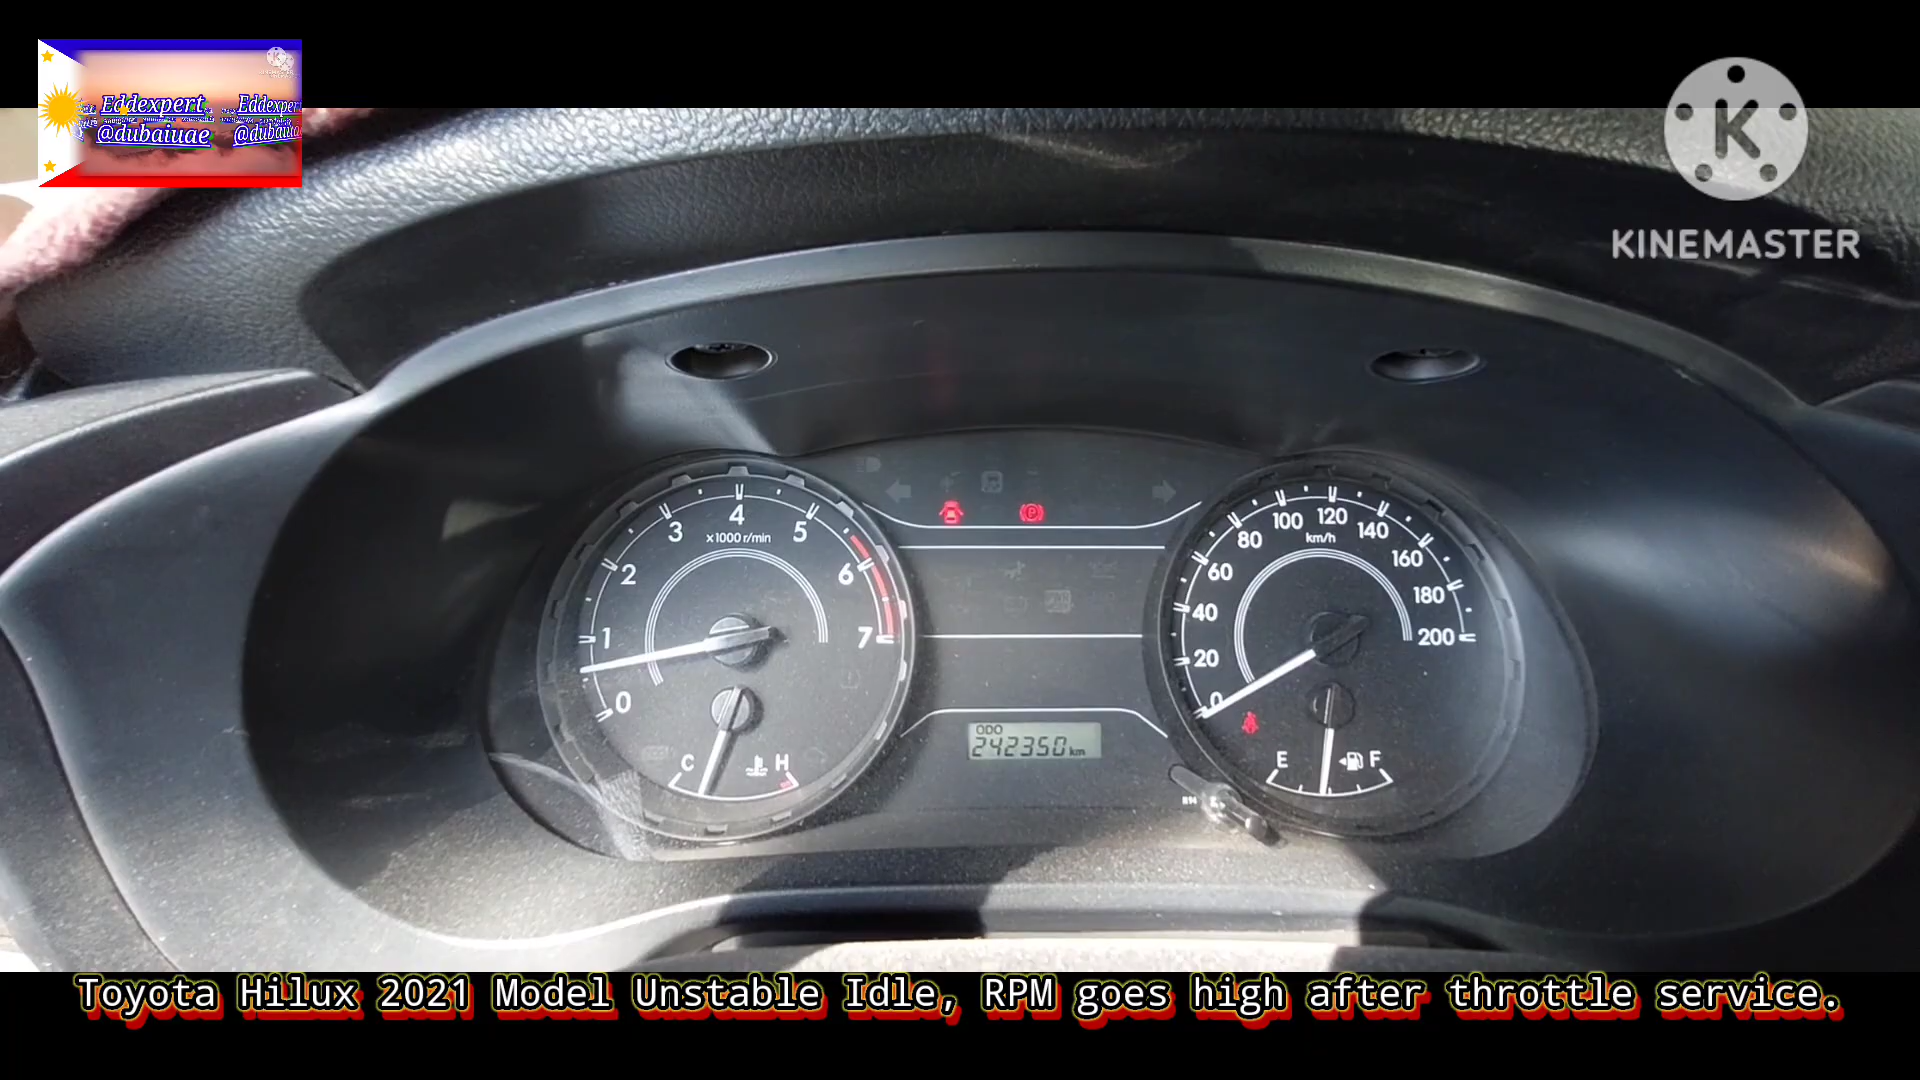 Eddexpert Eddexper
@dubaiuae @dubaiua
K
KINEMASTER
4
3
5
x1000 r/min
2
6
1
7
0
C
H
100
120
80
140
km/h
60
160
40
180
20
200
0
E
F
P
ODO
242350 km
Toyota Hilux 2021 Model Unstable Idle, RPM goes high after throttle service.